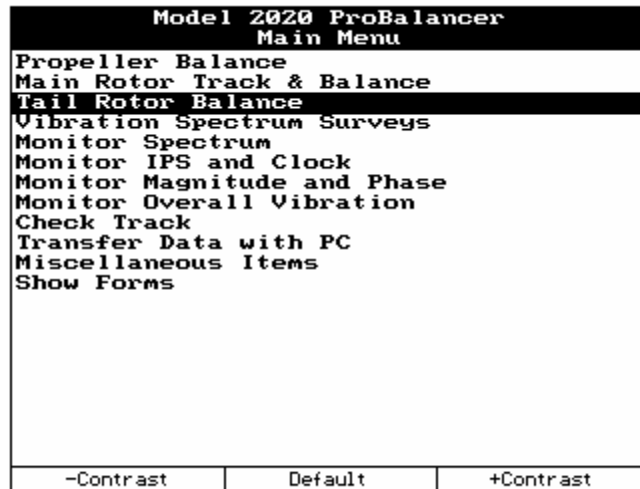 Model 2020 ProBalancer
Main Menu
Propeller Balance
Main Rotor Track & Balance
Tail Rotor Balance
Vibration Spectrum Surveys
Monitor Spectrum
Monitor IPS and Clock
Monitor Magnitude and Phase
Monitor Overall Vibration
Check Track
Transfer Data with PC
Miscellaneous Items
Show Forms
-Contrast Default +Contrast